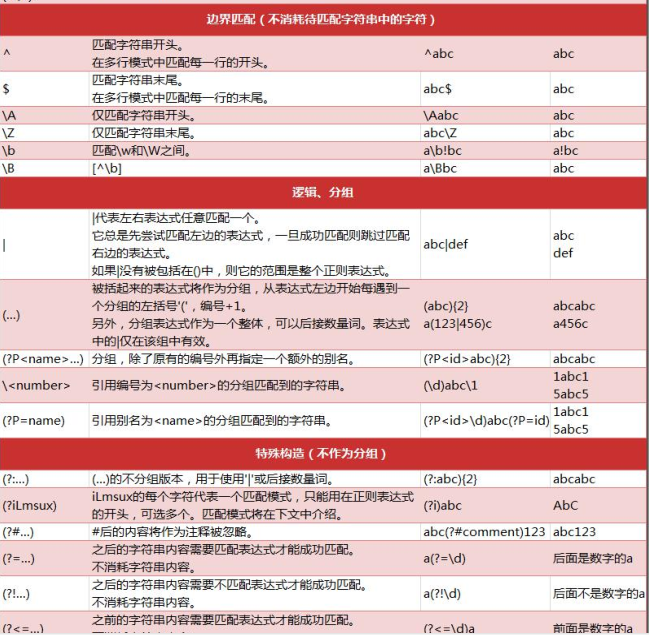 边界匹配（不消耗待匹配字符串中的字符）
^ 匹配字符串开头。 ^abc abc
在多行模式中匹配每一行的开头。
$ 匹配字符串末尾。 abc$ abc
在多行模式中匹配每一行的末尾。
\A 仅匹配字符串开头。 \Aabc abc
\Z 仅匹配字符串末尾。 abc\Z abc
\b 匹配\w和\W之间。 a\b!bc a!bc
\B [^\b] a\Bbc abc
逻辑、分组
|代表左右表达式任意匹配一个。
它总是先尝试匹配左边的表达式，一旦成功匹配则跳过匹配 abc
| 右边的表达式。 abc|def def
如果|没有被包括在()中，则它的范围是整个正则表达式。
被括起来的表达式将作为分组，从表达式左边开始每遇到一
(...) 个分组的左括号'('，编号+1。 (abc){2} abcabc
另外，分组表达式作为一个整体，可以后接数量词。表达式 a(123|456)c a456c
中的|仅在该组中有效。
(?P<name>...) 分组，除了原有的编号外再指定一个额外的别名。 (?P<id>abc){2} abcabc
\<number> 引用编号为<number>的分组匹配到的字符串。 (\d)abc\1 1abc1
5abc5
(?P=name) 引用别名为<name>的分组匹配到的字符串。 (?P<id>\d)abc(?P=id) 1abc1
5abc5
特殊构造（不作为分组）
(?:...) (...)的不分组版本，用于使用'|'或后接数量词。 (?:abc){2} abcabc
(?iLmsux) iLmsux的每个字符代表一个匹配模式，只能用在正则表达式 (?i)abc AbC
的开头，可选多个。匹配模式将在下文中介绍。
(?#...) #后的内容将作为注释被忽略。 abc(?#comment)123 abc123
(?=...) 之后的字符串内容需要匹配表达式才能成功匹配。 a(?=\d) 后面是数字的a
不消耗字符串内容。
(?!...) 之后的字符串内容需要不匹配表达式才能成功匹配。 a(?!\d) 后面不是数字的a
不消耗字符串内容。
(?<=...) 之前的字符串内容需要匹配表达式才能成功匹配。 (?<=\d)a 前面是数字的a